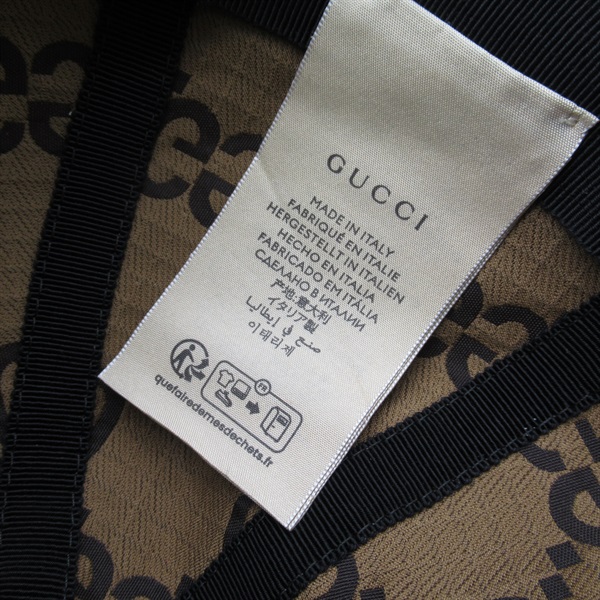 GUCCI
MADE IN ITALY
FABRIQUÉ EN ITALIE
HERGESTELLT IN ITALIEN
HECHO EN ITALIA
FABRICADO EM ITÁLIA
СДЕЛАНО В ИТАЛИИ
产地:意大利
イタリア製
صنع في إيطاليا
이태리제
FR
quefairedemesdechets.fr